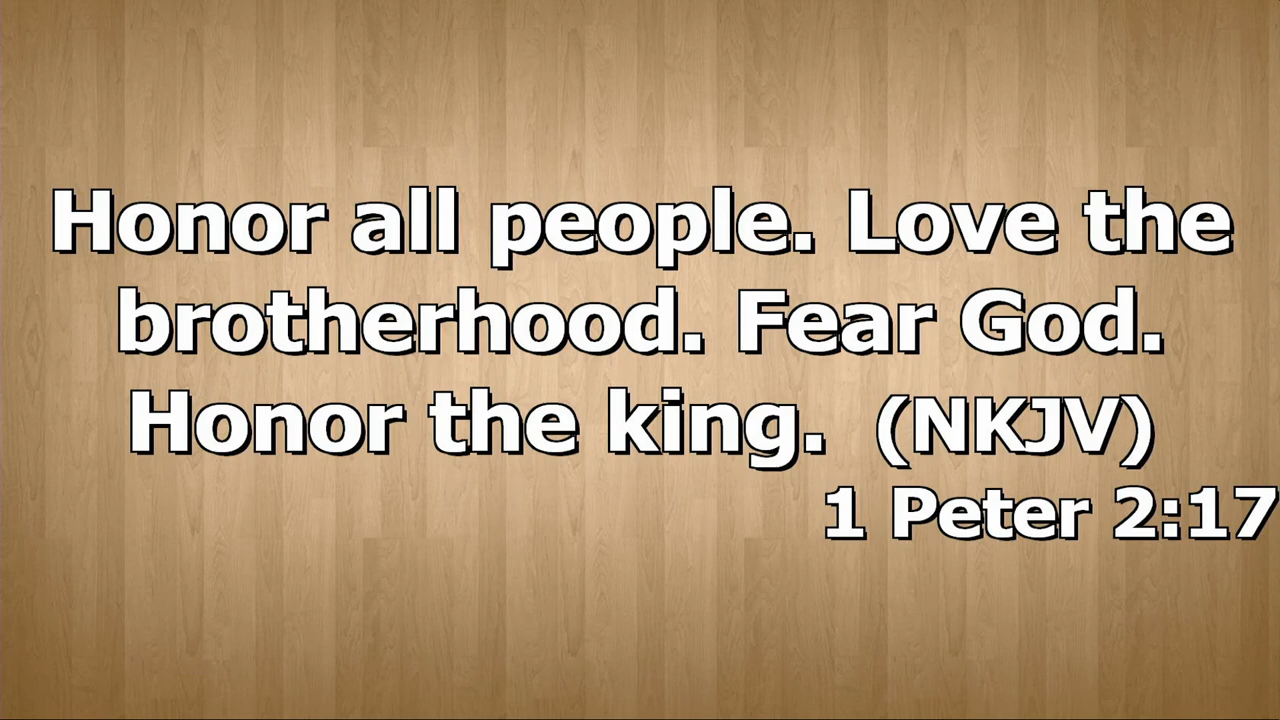 Honor all people. Love the
brotherhood. Fear God.
Honor the king. (NKJV)
1 Peter 2:17